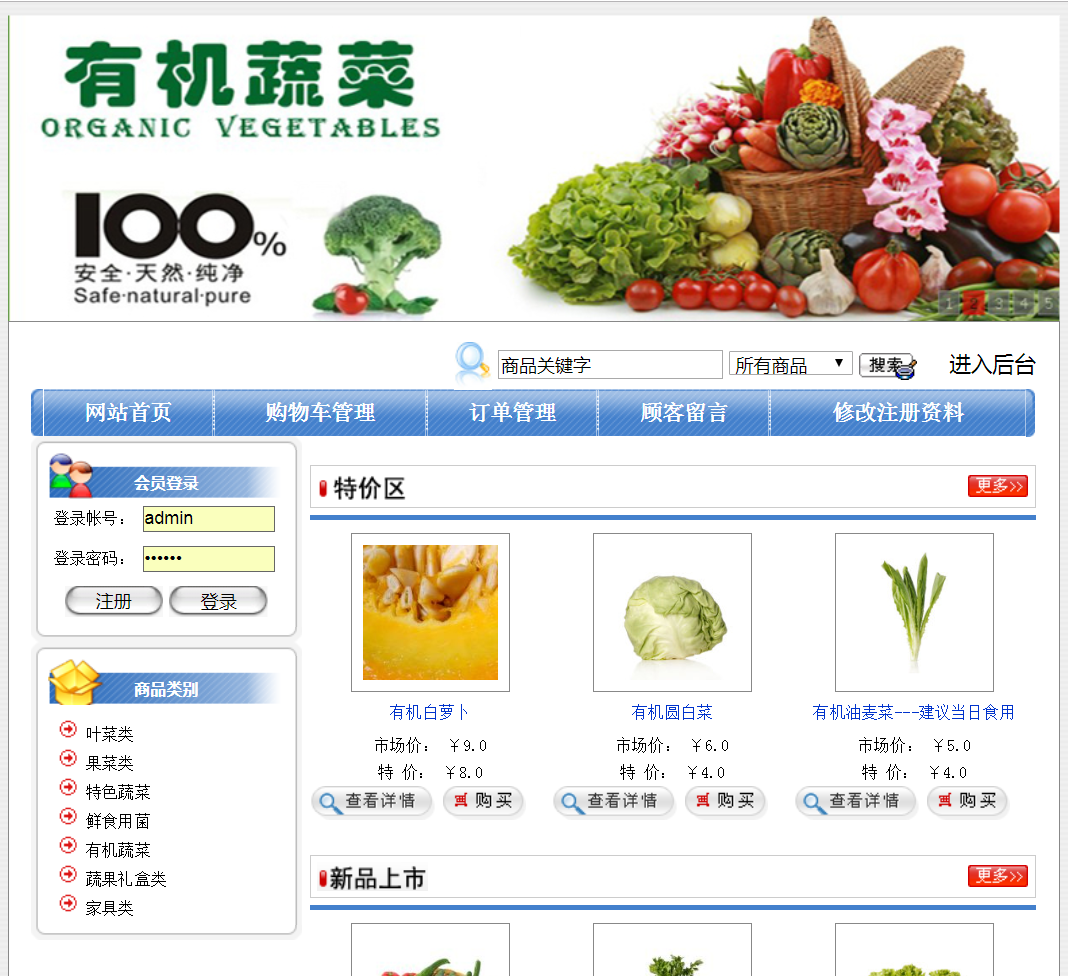 有机蔬菜
ORGANIC VEGETABLES
100%
安全·天然·纯净
Safe·natural·pure
1 2 3 4 5
商品关键字 所有商品 搜索 进入后台
网站首页 购物车管理 订单管理 顾客留言 修改注册资料
会员登录
登录帐号： admin
登录密码： ••••••
注册 登录
商品类别
叶菜类
果菜类
特色蔬菜
鲜食用菌
有机蔬菜
蔬果礼盒类
家具类
特价区 更多>>
有机白萝卜 有机圆白菜 有机油麦菜---建议当日食用
市场价： ￥9.0 市场价： ￥6.0 市场价： ￥5.0
特 价： ￥8.0 特 价： ￥4.0 特 价： ￥4.0
查看详情 购买 查看详情 购买 查看详情 购买
新品上市 更多>>